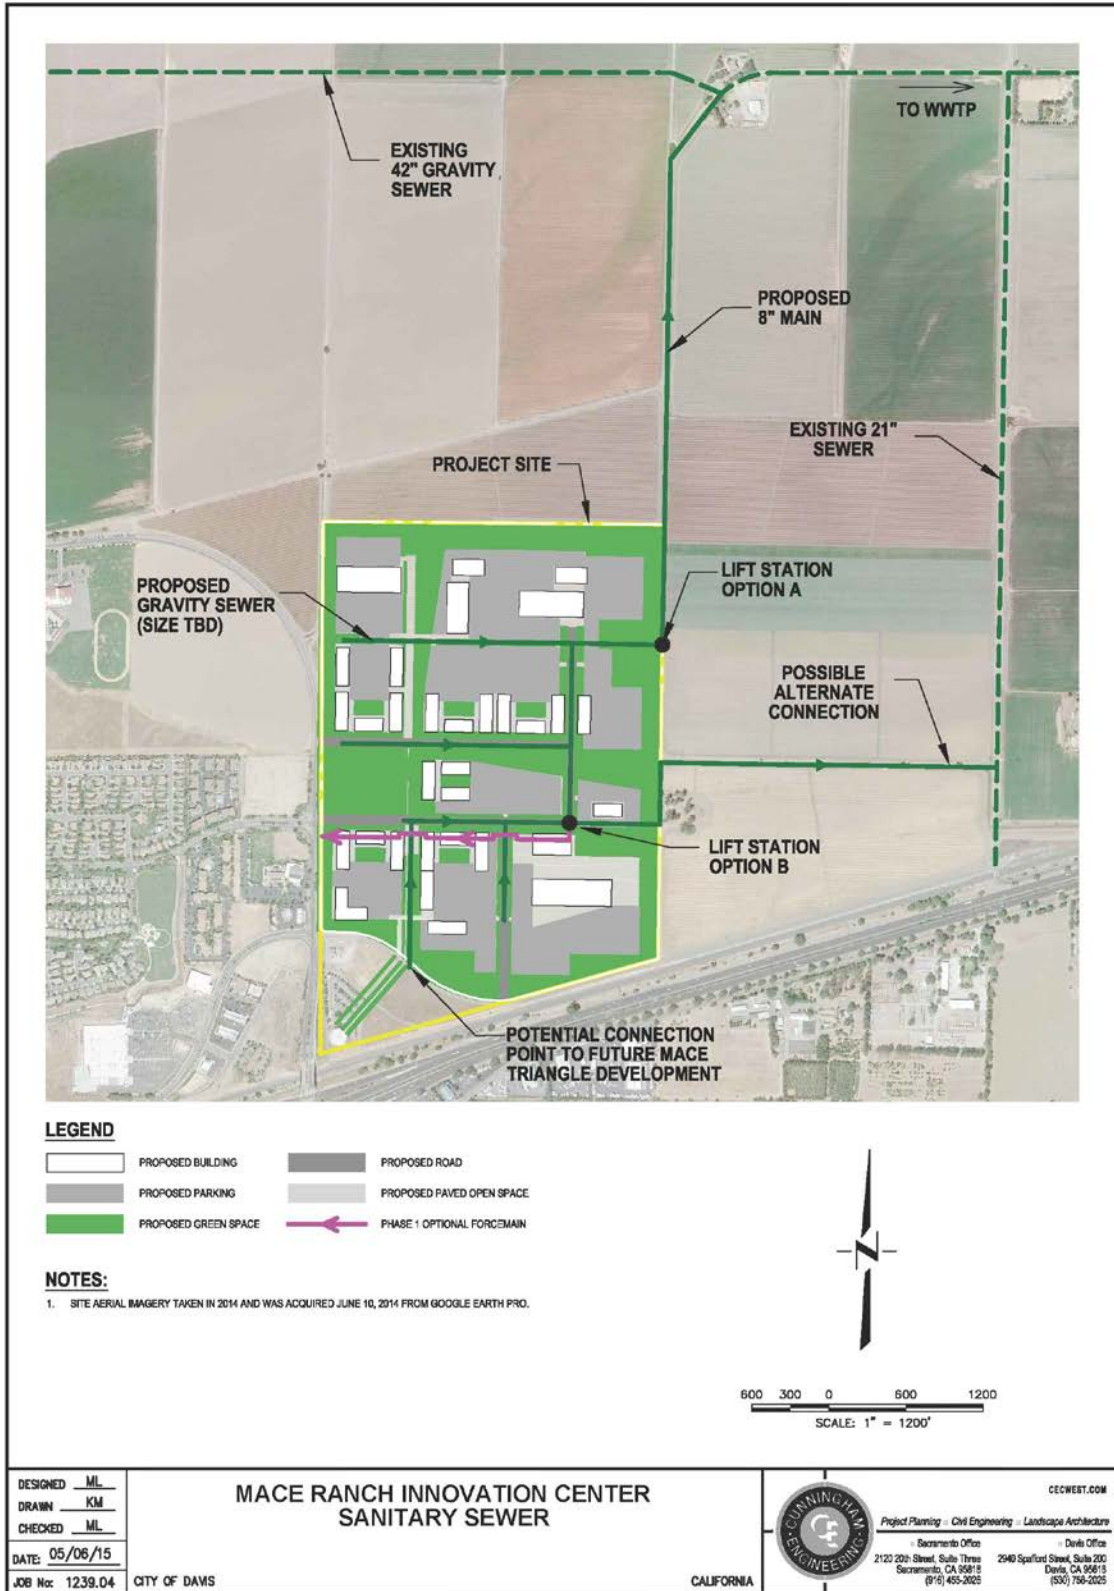 EXISTING
42" GRAVITY
SEWER
TO WWTP
PROPOSED
8" MAIN
EXISTING 21"
SEWER
PROJECT SITE
PROPOSED
GRAVITY SEWER
(SIZE TBD)
LIFT STATION
OPTION A
POSSIBLE
ALTERNATE
CONNECTION
LIFT STATION
OPTION B
POTENTIAL CONNECTION
POINT TO FUTURE MACE
TRIANGLE DEVELOPMENT
LEGEND
PROPOSED BUILDING
PROPOSED ROAD
PROPOSED PARKING
PROPOSED PAVED OPEN SPACE
PROPOSED GREEN SPACE
PHASE 1 OPTIONAL FORCEMAIN
NOTES:
1. SITE AERIAL IMAGERY TAKEN IN 2014 AND WAS ACQUIRED JUNE 10, 2014 FROM GOOGLE EARTH PRO.
N
600 300 0 600 1200
SCALE: 1" = 1200'
DESIGNED ML
DRAWN KM
CHECKED ML
DATE: 05/06/15
JOB No: 1239.04
MACE RANCH INNOVATION CENTER
SANITARY SEWER
CITY OF DAVIS
CALIFORNIA
CUNNINGHAM
CE
ENGINEERING
CECWEST.COM
Project Planning Civil Engineering Landscape Architecture
Sacramento Office
2120 20th Street, Suite Three
Sacramento, CA 95818
(916) 455-2026
Davis Office
2940 Spafford Street, Suite 200
Davis, CA 95618
(530) 758-2026